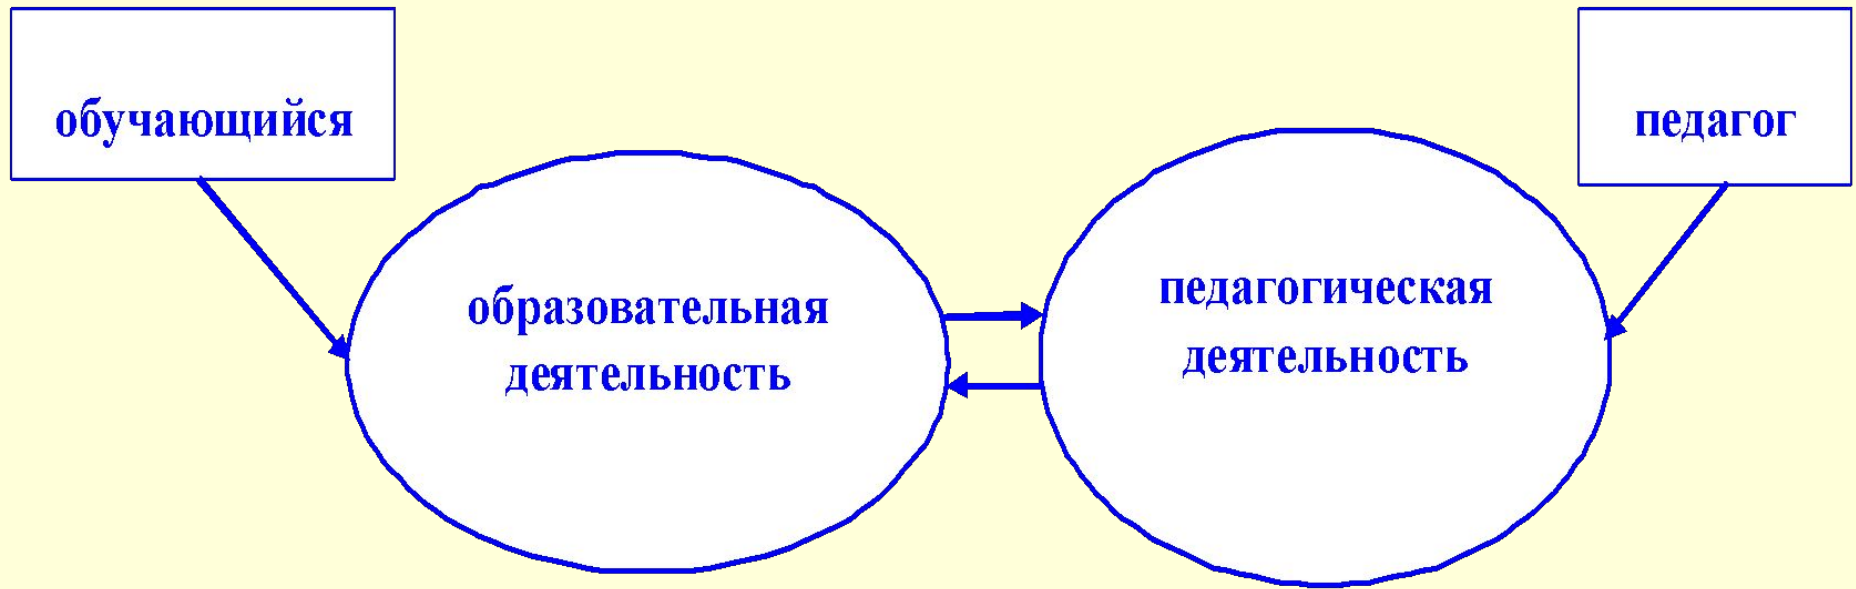 обучающийся
педагог
образовательная
деятельность
педагогическая
деятельность